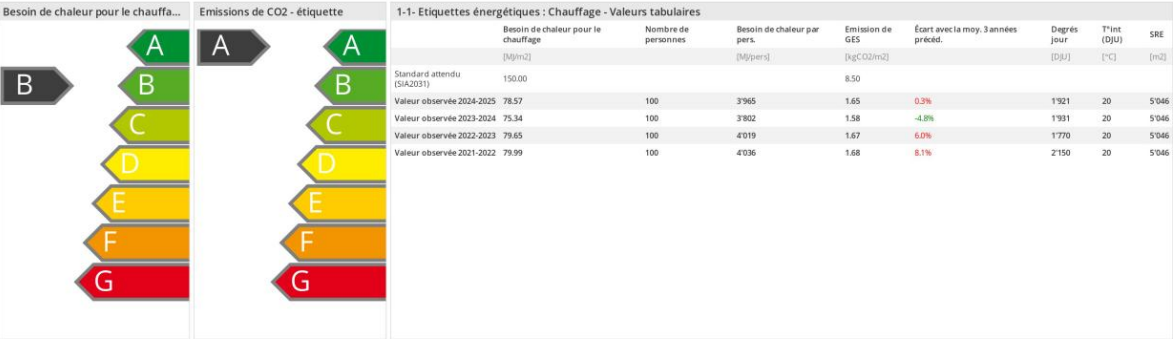 Besoin de chaleur pour le chauffa...
B
A
B
C
D
E
F
G
Emissions de CO2 - étiquette
A
A
B
C
D
E
F
G
1-1- Etiquettes énergétiques : Chauffage - Valeurs tabulaires
Besoin de chaleur pour le chauffage Nombre de personnes Besoin de chaleur par pers. Emission de GES Écart avec la moy. 3 années précéd. Degrés jour T°int (DJU) SRE
[MJ/m2] [MJ/pers] [kgCO2/m2] [DJU] [°C] [m2]
Standard attendu (SIA2031) 150.00 8.50
Valeur observée 2024-2025 78.57 100 3'965 1.65 0.3% 1'921 20 5'046
Valeur observée 2023-2024 75.34 100 3'802 1.58 -4.8% 1'931 20 5'046
Valeur observée 2022-2023 79.65 100 4'019 1.67 6.0% 1'770 20 5'046
Valeur observée 2021-2022 79.99 100 4'036 1.68 8.1% 2'150 20 5'046